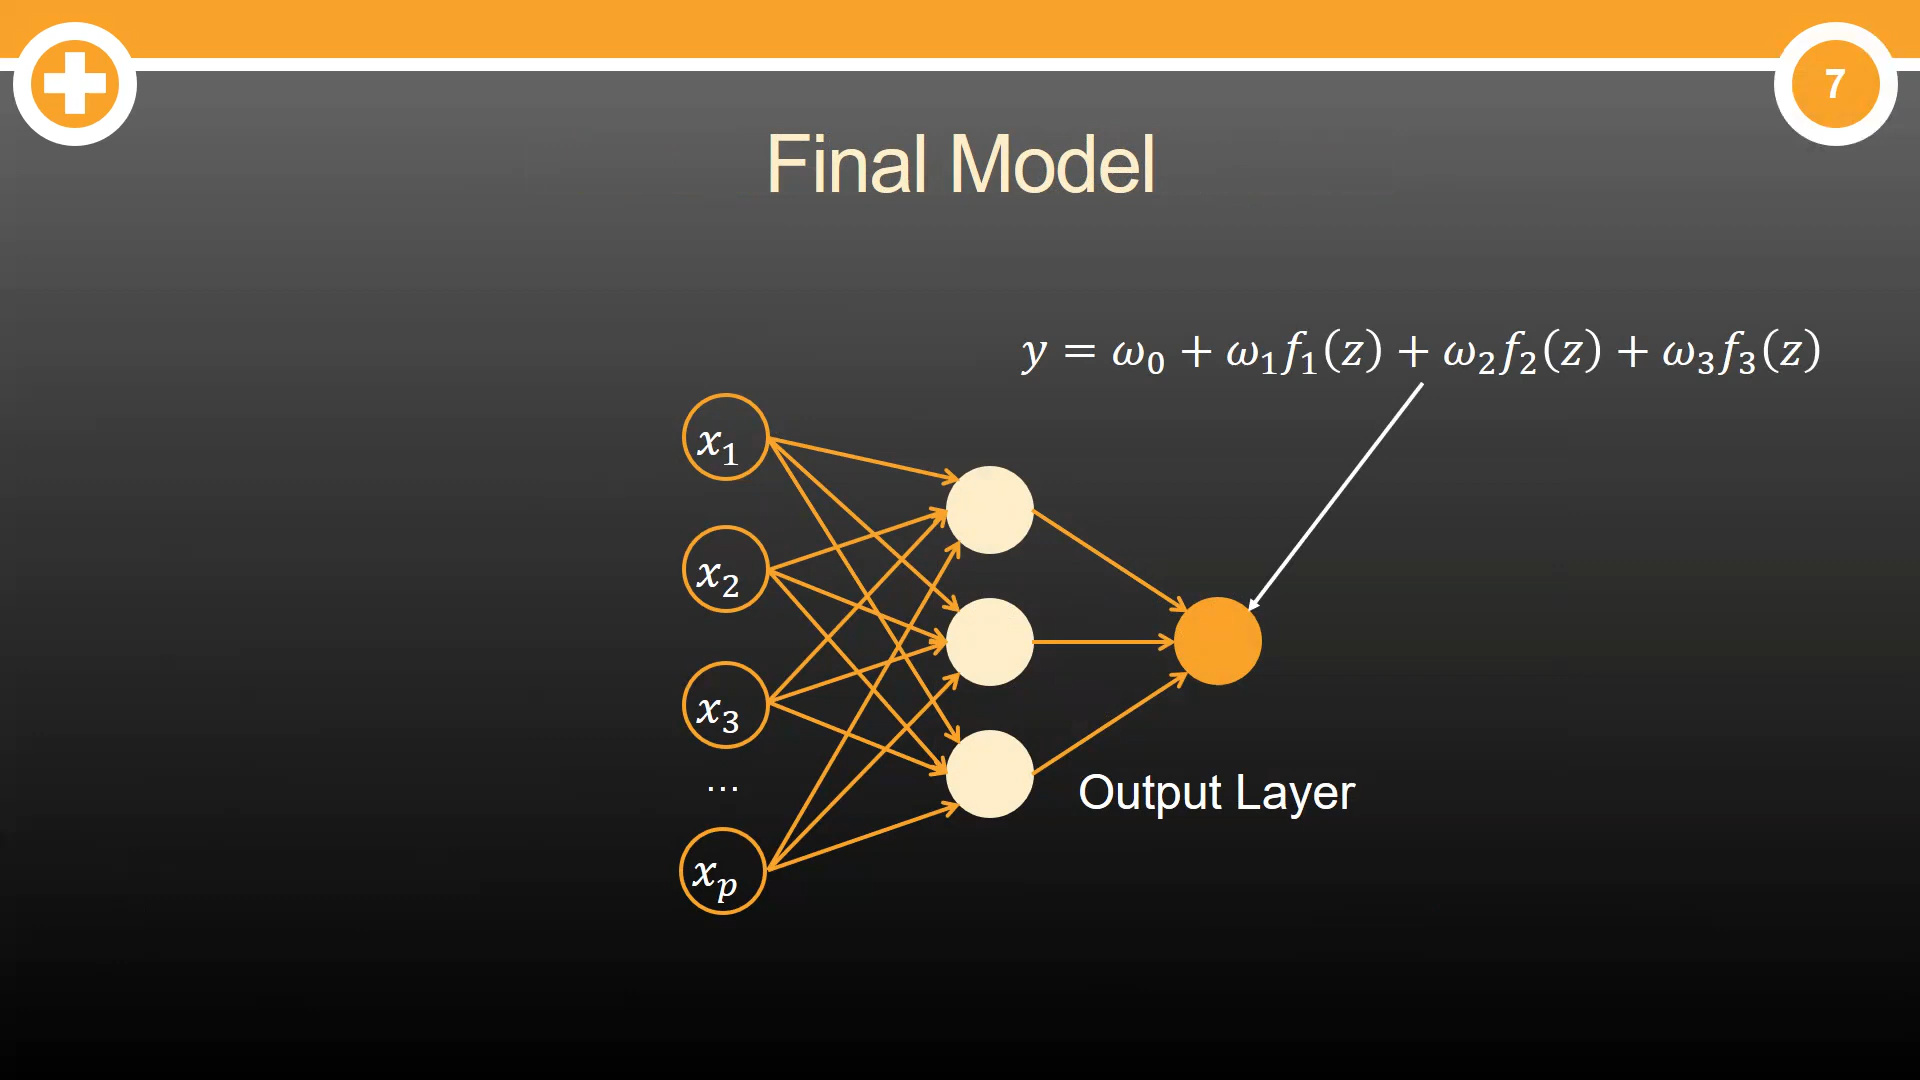 7
Final Model
y = ω₀ + ω₁f₁(z) + ω₂f₂(z) + ω₃f₃(z)
x₁
x₂
x₃
...
xₚ
Output Layer